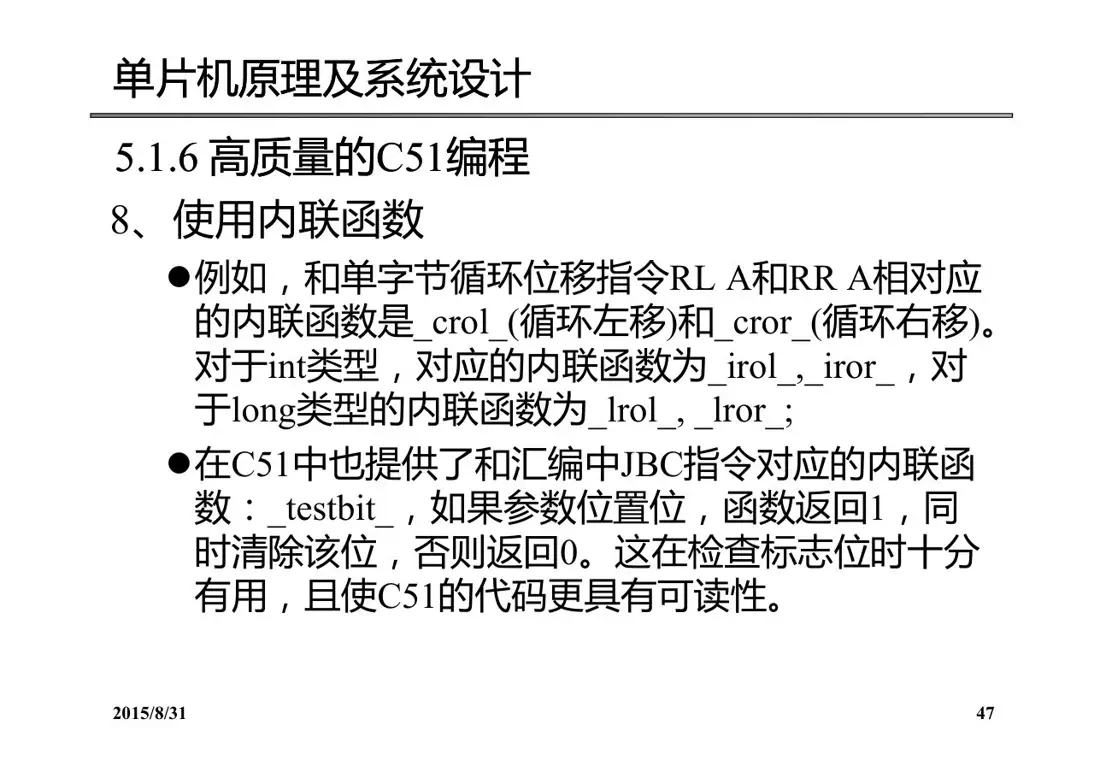 单片机原理及系统设计
5.1.6 高质量的C51编程
8、使用内联函数
●例如，和单字节循环位移指令RL A和RR A相对应
的内联函数是_crol_(循环左移)和_cror_(循环右移)。
对于int类型，对应的内联函数为_irol_,_iror_，对
于long类型的内联函数为_lrol_, _lror_;
●在C51中也提供了和汇编中JBC指令对应的内联函
数：_testbit_，如果参数位置位，函数返回1，同
时清除该位，否则返回0。这在检查标志位时十分
有用，且使C51的代码更具有可读性。
2015/8/31
47